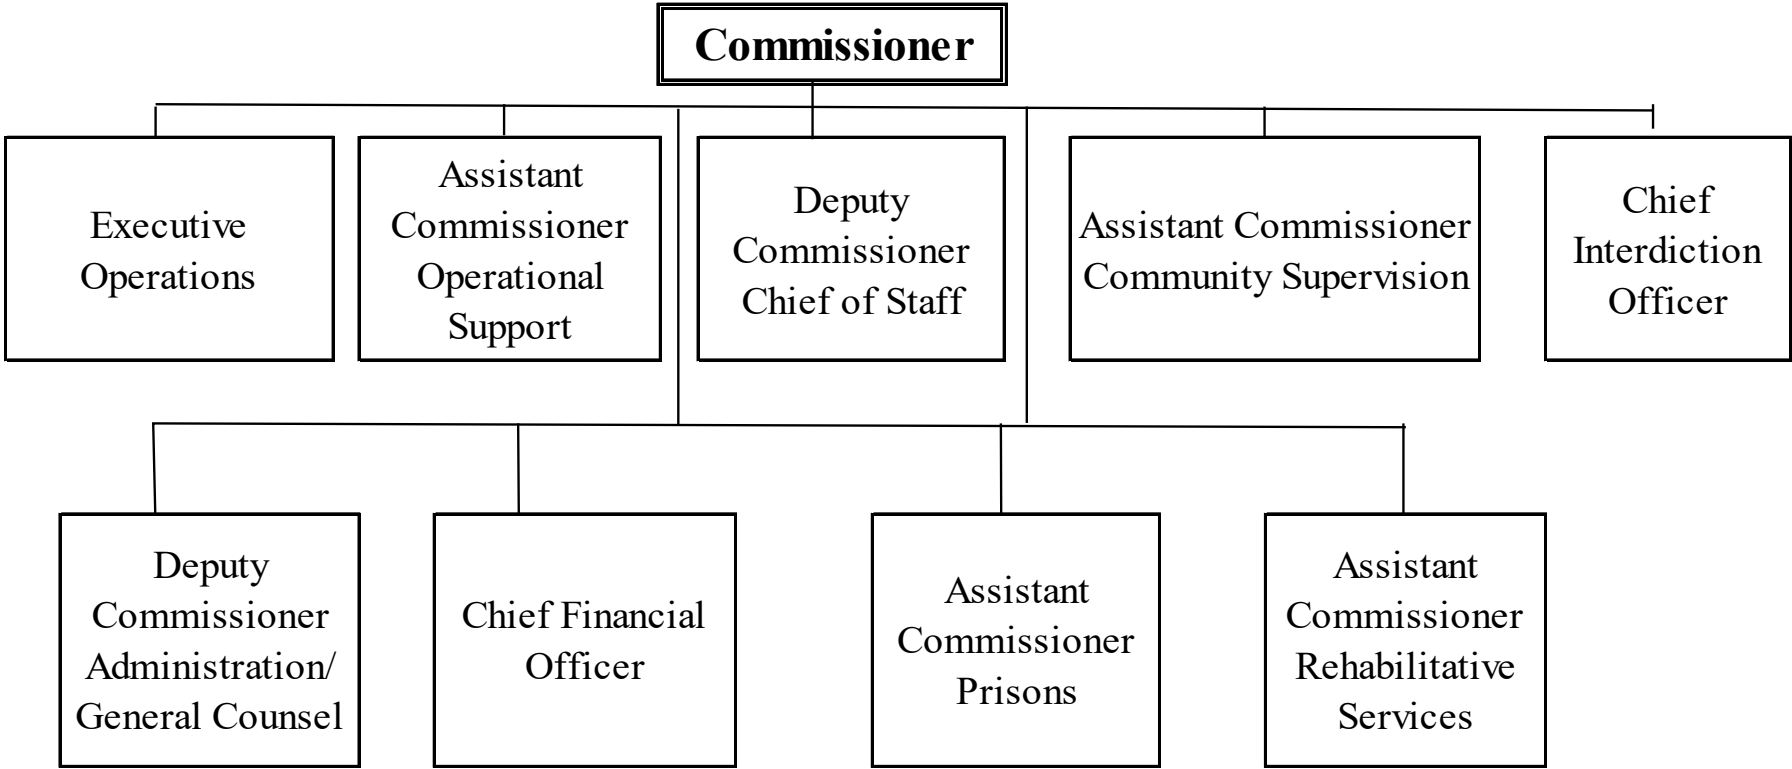 Commissioner
Executive
Operations
Assistant
Commissioner
Operational
Support
Deputy
Commissioner
Chief of Staff
Assistant Commissioner
Community Supervision
Chief
Interdiction
Officer
Deputy
Commissioner
Administration/
General Counsel
Chief Financial
Officer
Assistant
Commissioner
Prisons
Assistant
Commissioner
Rehabilitative
Services